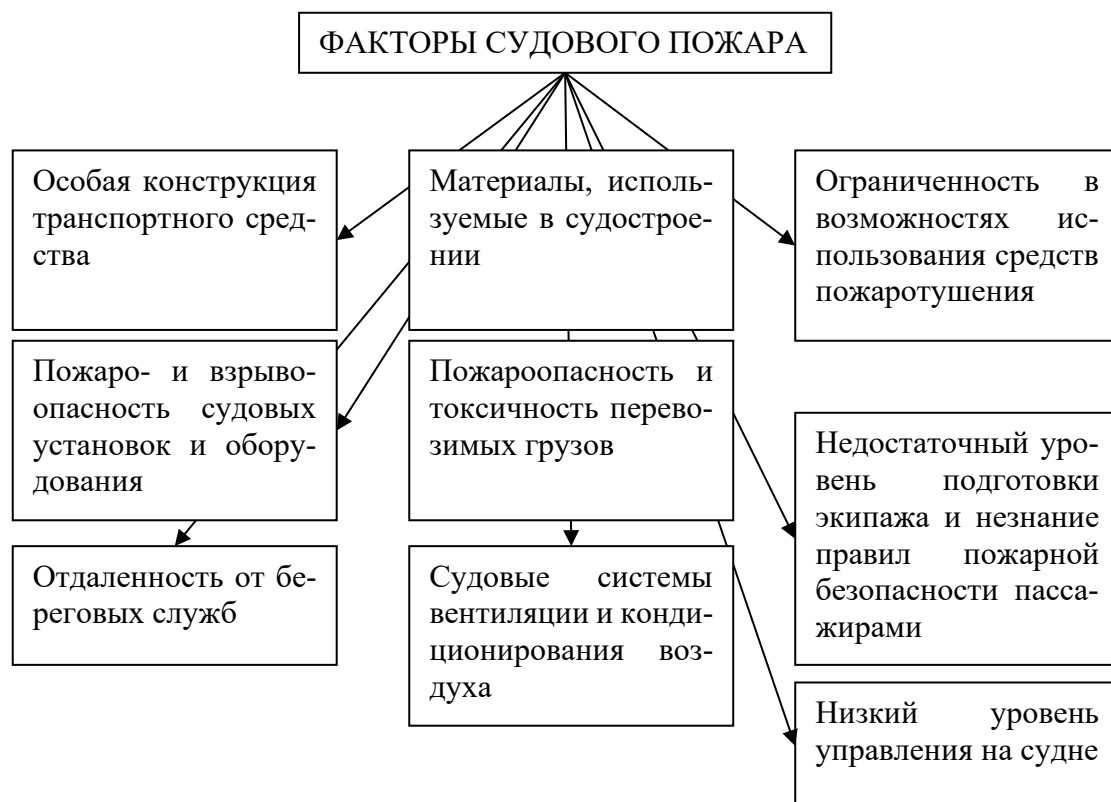 ФАКТОРЫ СУДОВОГО ПОЖАРА
Особая конструкция
транспортного сред-
ства
Материалы, исполь-
зуемые в судострое-
нии
Ограниченность в
возможностях ис-
пользования средств
пожаротушения
Пожаро- и взрыво-
опасность судовых
установок и обору-
дования
Пожароопасность и
токсичность перево-
зимых грузов
Недостаточный уро-
вень подготовки
экипажа и незнание
правил пожарной
безопасности пасса-
жирами
Отдаленность от бе-
реговых служб
Судовые системы
вентиляции и конди-
ционирования воз-
духа
Низкий уровень
управления на судне